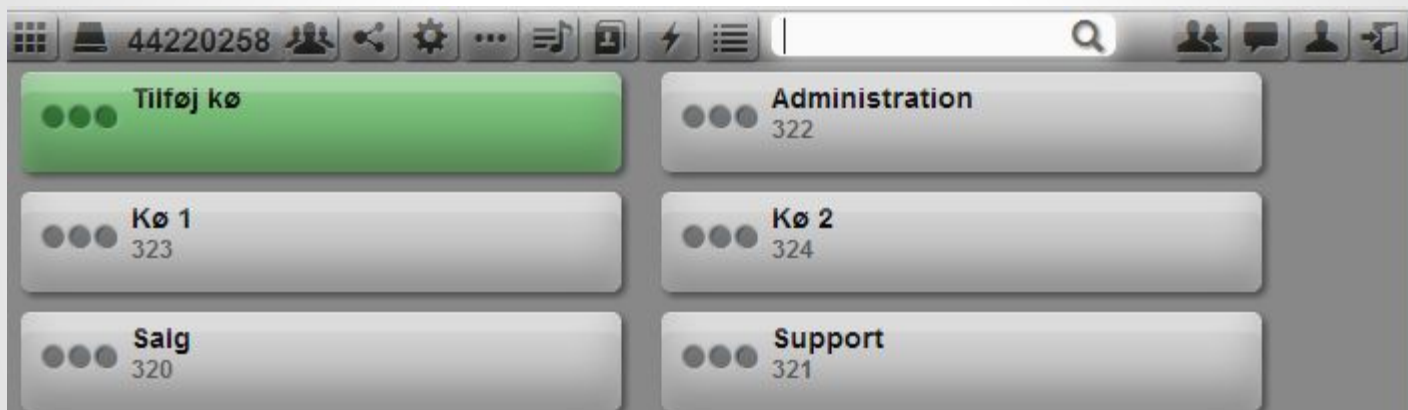 44220258
Tilføj kø
Administration
322
Kø 1
323
Kø 2
324
Salg
320
Support
321